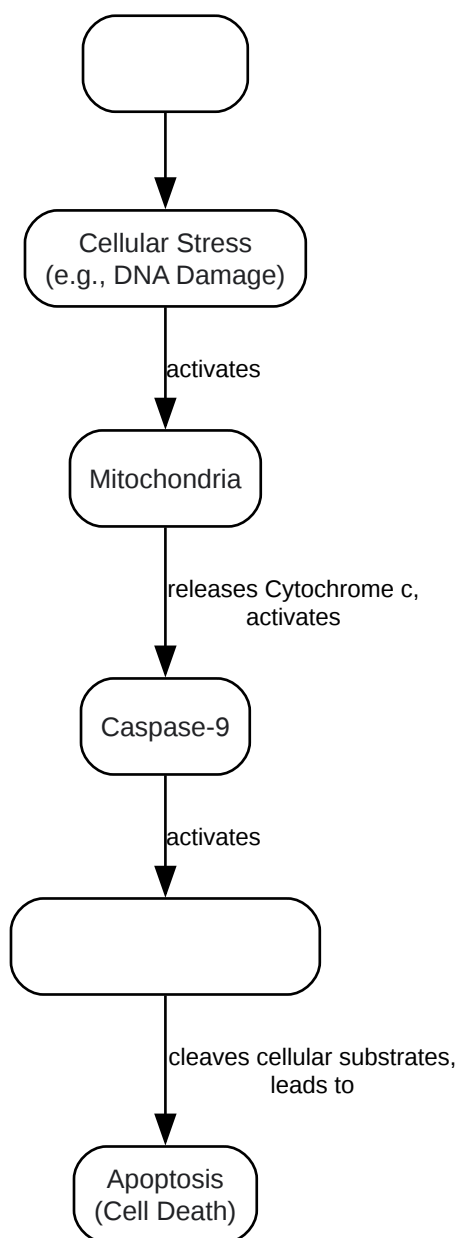 Cellular Stress
(e.g., DNA Damage)
activates
Mitochondria
releases Cytochrome c,
activates
Caspase-9
activates
cleaves cellular substrates,
leads to
Apoptosis
(Cell Death)